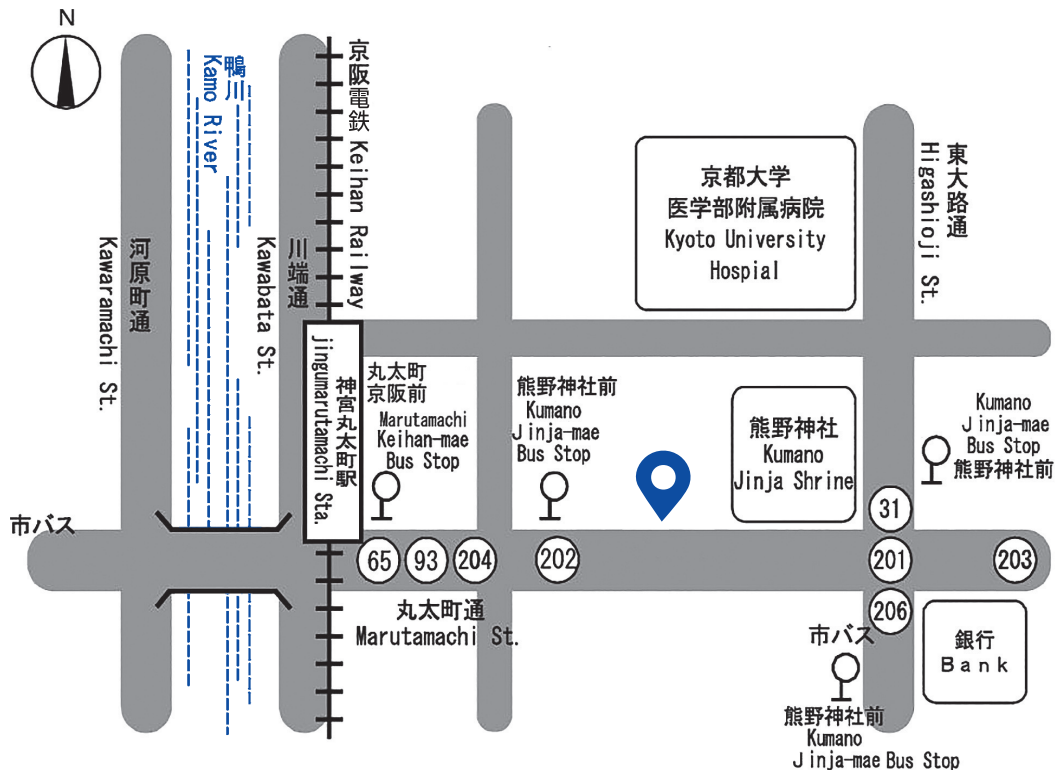 N
鴨川
Kamo River
京阪電鉄 Keihan Railway
河原町通
Kawaramachi St.
川端通
Kawabata St.
東大路通
Higashioji St.
京都大学
医学部附属病院
Kyoto University
Hospial
神宮丸太町駅
jingumarutamachi Sta.
丸太町
京阪前
Marutamachi
Keihan-mae
Bus Stop
熊野神社前
Kumano
Jinja-mae
Bus Stop
熊野神社
Kumano
Jinja Shrine
Kumano
Jinja-mae
Bus Stop
熊野神社前
市バス
31
65
93
204
202
201
203
206
丸太町通
Marutamachi St.
市バス
銀行
Bank
熊野神社前
Kumano
Jinja-mae Bus Stop